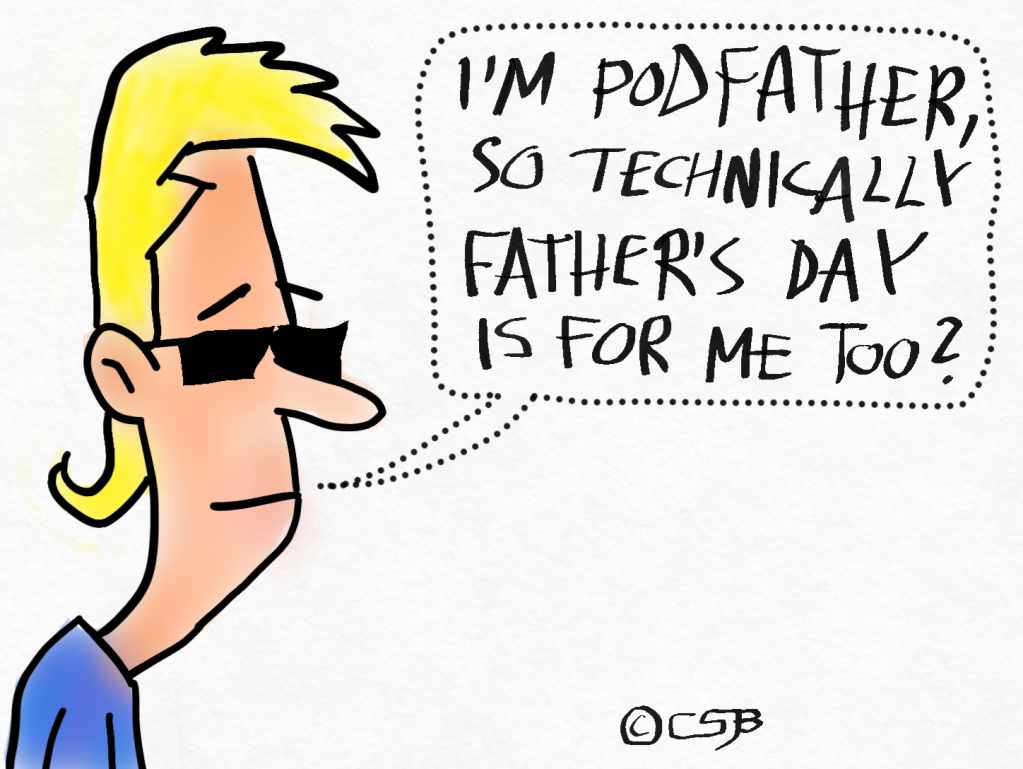 I'M PODFATHER,
SO TECHNICALLY
FATHER'S DAY
IS FOR ME TOO?
© CSB